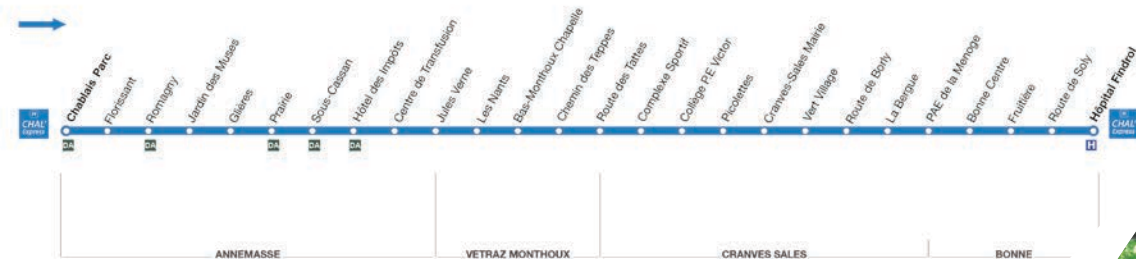 Chablais Parc
Florissant
Romagny
Jardin des Muses
Glières
Prairie
Sous-Cassan
Hôtel des Impôts
Centre de Transfusion
Jules Verne
Les Nants
Bas-Monthoux Chapelle
Chemin des Teppes
Route des Tattes
Complexe Sportif
Collège P.E Victor
Picolettes
Cranves-Sales Mairie
Vert Village
Route de Borly
La Bergue
PAE de la Menoge
Bonne Centre
Fruitière
Route de Soly
Hôpital Findrol
H
CHAL'
Express
H
CHAL'
Express
DA
DA
DA
DA
DA
H
ANNEMASSE
VETRAZ MONTHOUX
CRANVES SALES
BONNE